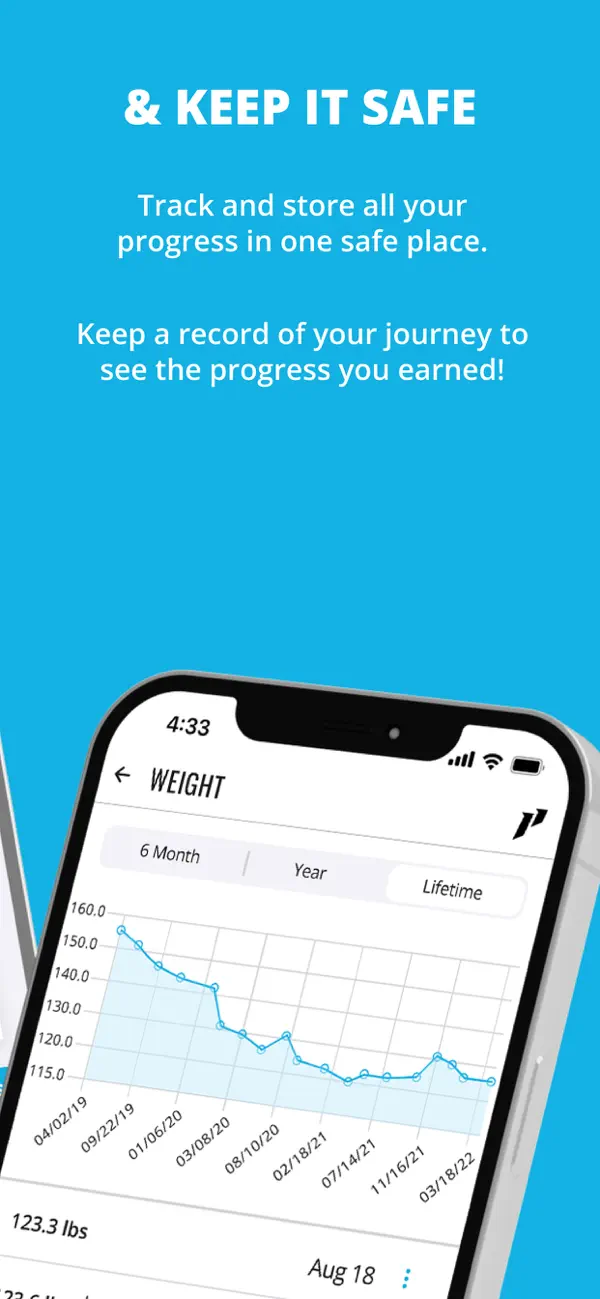 & KEEP IT SAFE
Track and store all your
progress in one safe place.
Keep a record of your journey to
see the progress you earned!
4:33
WEIGHT
6 Month
Year
Lifetime
160.0
150.0
140.0
130.0
120.0
115.0
04/02/19
09/22/19
01/06/20
03/08/20
08/10/20
02/18/21
07/14/21
11/16/21
03/18/22
123.3 lbs
Aug 18